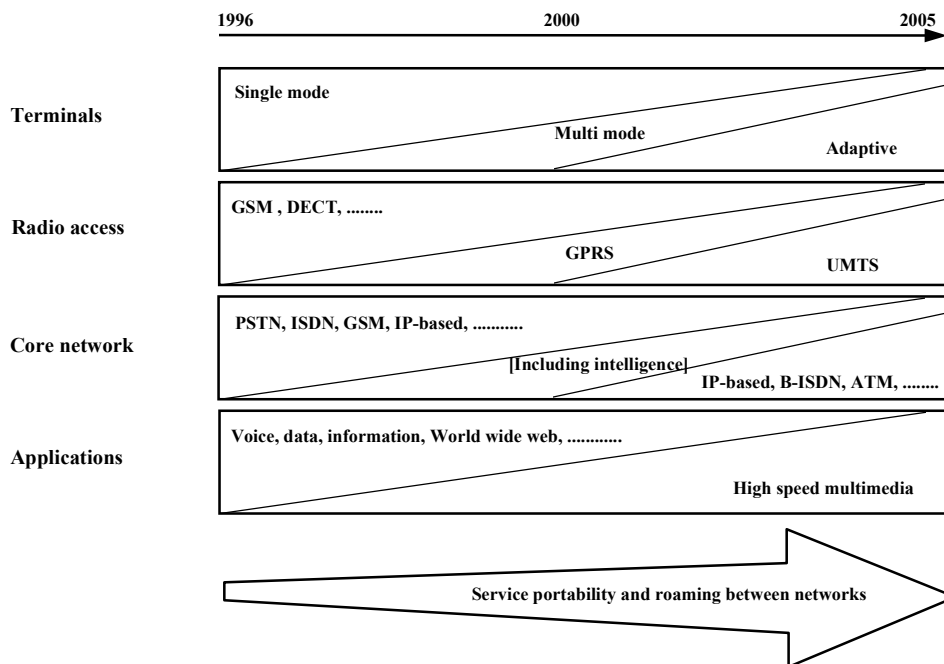 1996 2000 2005
Terminals
Single mode
Multi mode
Adaptive
Radio access
GSM , DECT, ........
GPRS
UMTS
Core network
PSTN, ISDN, GSM, IP-based, ...........
[Including intelligence]
IP-based, B-ISDN, ATM, ........
Applications
Voice, data, information, World wide web, ............
High speed multimedia
Service portability and roaming between networks